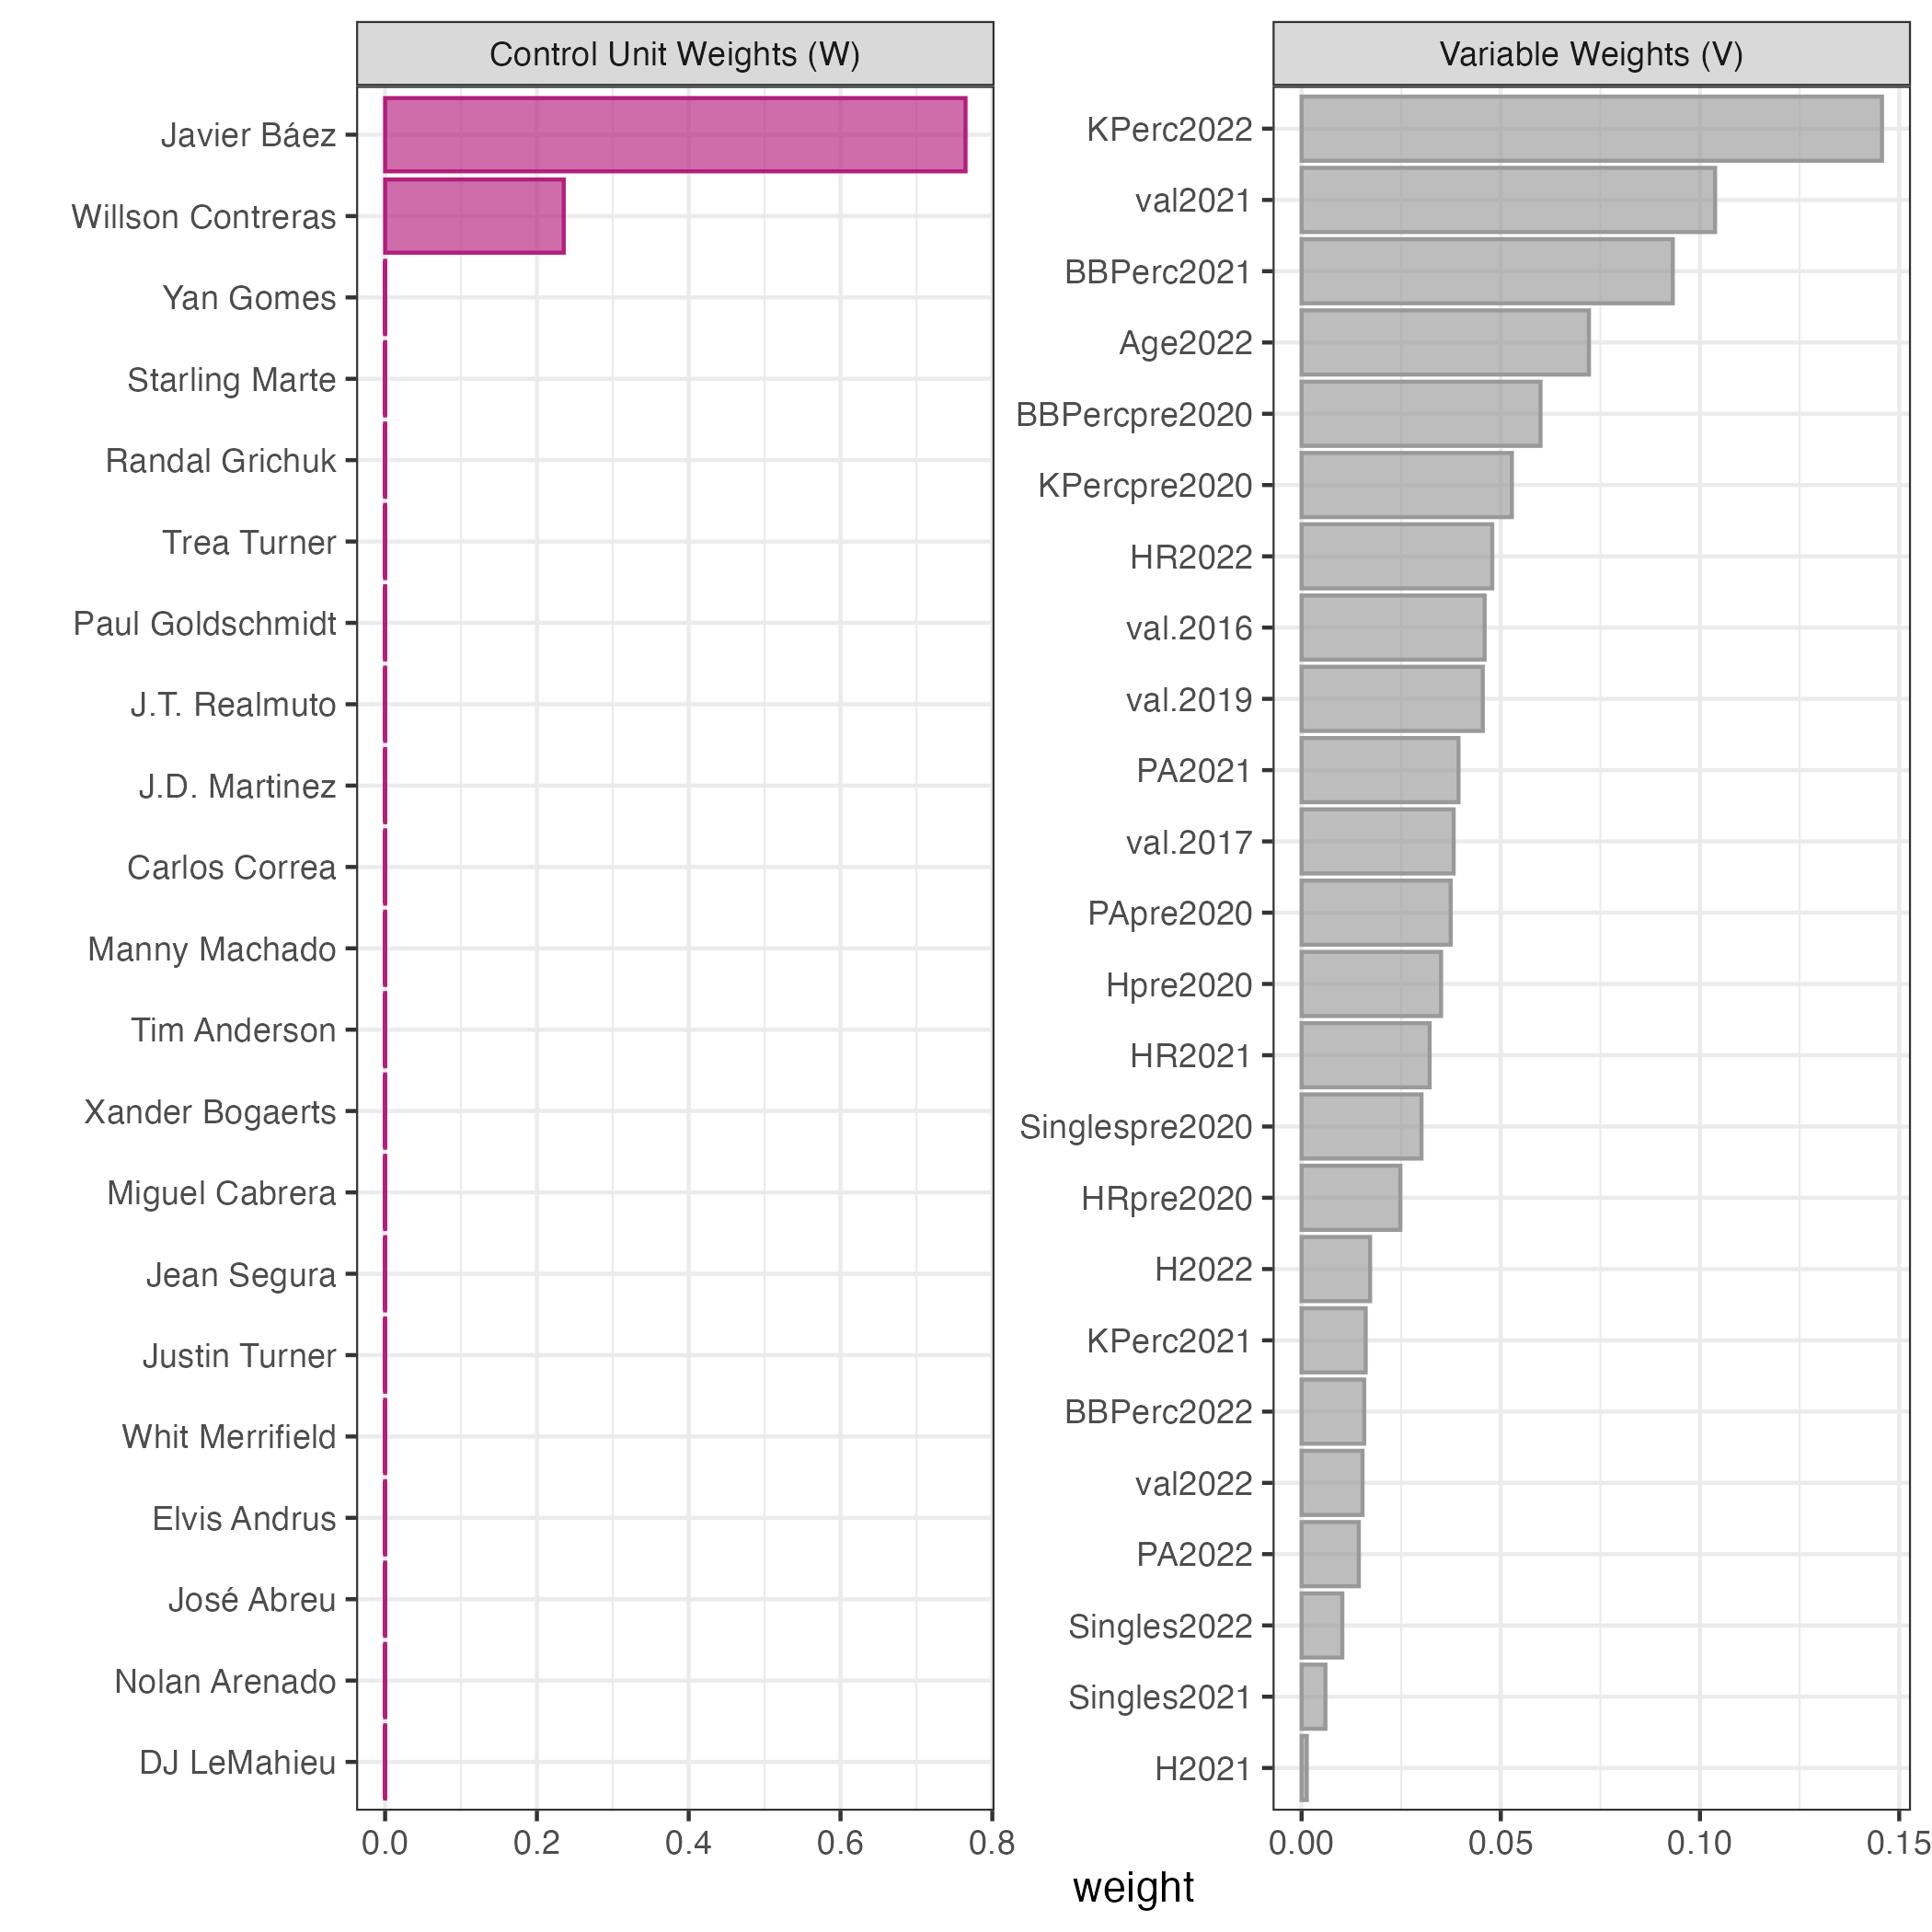 Control Unit Weights (W)
Javier Báez
Willson Contreras
Yan Gomes
Starling Marte
Randal Grichuk
Trea Turner
Paul Goldschmidt
J.T. Realmuto
J.D. Martinez
Carlos Correa
Manny Machado
Tim Anderson
Xander Bogaerts
Miguel Cabrera
Jean Segura
Justin Turner
Whit Merrifield
Elvis Andrus
José Abreu
Nolan Arenado
DJ LeMahieu
0.0 0.2 0.4 0.6 0.8
Variable Weights (V)
KPerc2022
val2021
BBPerc2021
Age2022
BBPercpre2020
KPercpre2020
HR2022
val.2016
val.2019
PA2021
val.2017
PApre2020
Hpre2020
HR2021
Singlespre2020
HRpre2020
H2022
KPerc2021
BBPerc2022
val2022
PA2022
Singles2022
Singles2021
H2021
0.00 0.05 0.10 0.15
weight